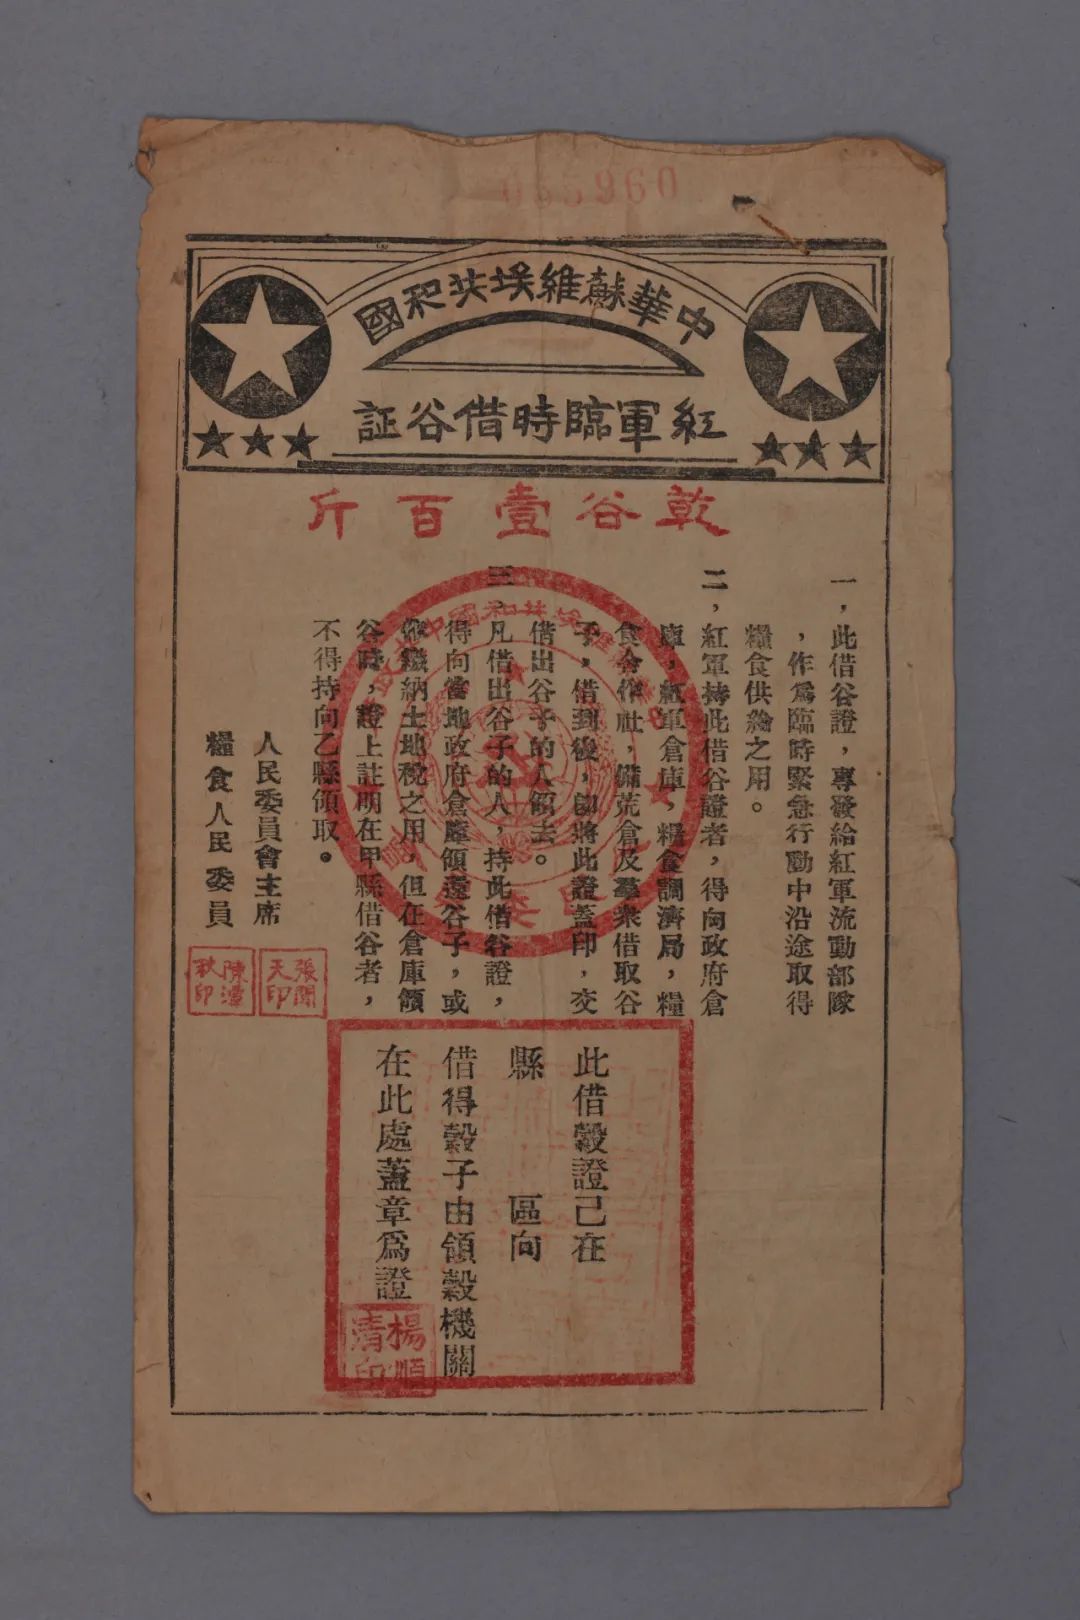 960
中華蘇維埃共和國
紅軍臨時借谷証
乾谷壹百斤
一，此借谷證，專發給紅軍流動部隊
，作爲臨時緊急行動中沿途取得
糧食供給之用。
二，紅軍持此借谷證者，得向政府倉
庫，紅軍倉庫，糧食調濟局，糧
食合作社，備荒倉及羣衆借取谷
子，借到後，卽將此證蓋印，交
借出谷子的人領去。
三，凡借出谷子的人，持此借谷證，
得向當地政府倉庫領還谷子，或
作繳納土地稅之用，但在倉庫領
谷時，證上註明在甲縣借谷者，
不得持向乙縣領取。
人民委員會主席
糧食人民委員
張聞天印
陳潭秋印
此借穀證己在
縣 區向
借得穀子由領穀機關
在此處蓋章爲證
楊順清印